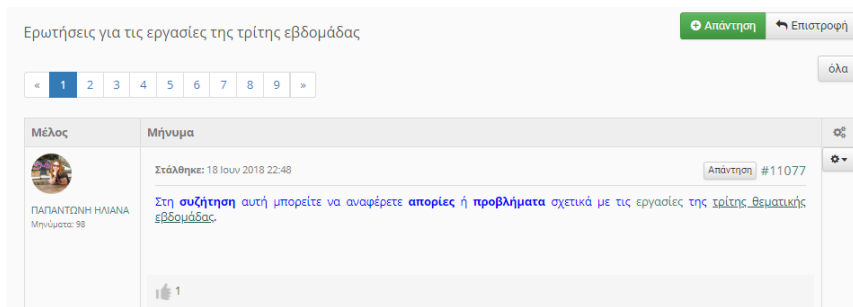 Ερωτήσεις για τις εργασίες της τρίτης εβδομάδας
Απάντηση
Επιστροφή
όλα
« 1 2 3 4 5 6 7 8 9 »
Μέλος Μήνυμα
Στάλθηκε: 18 Ιουν 2018 22:48 Απάντηση #11077
ΠΑΠΑΝΤΩΝΗ ΗΛΙΑΝΑ
Μηνύματα: 98
Στη συζήτηση αυτή μπορείτε να αναφέρετε απορίες ή προβλήματα σχετικά με τις εργασίες της τρίτης θεματικής
εβδομάδας.
1